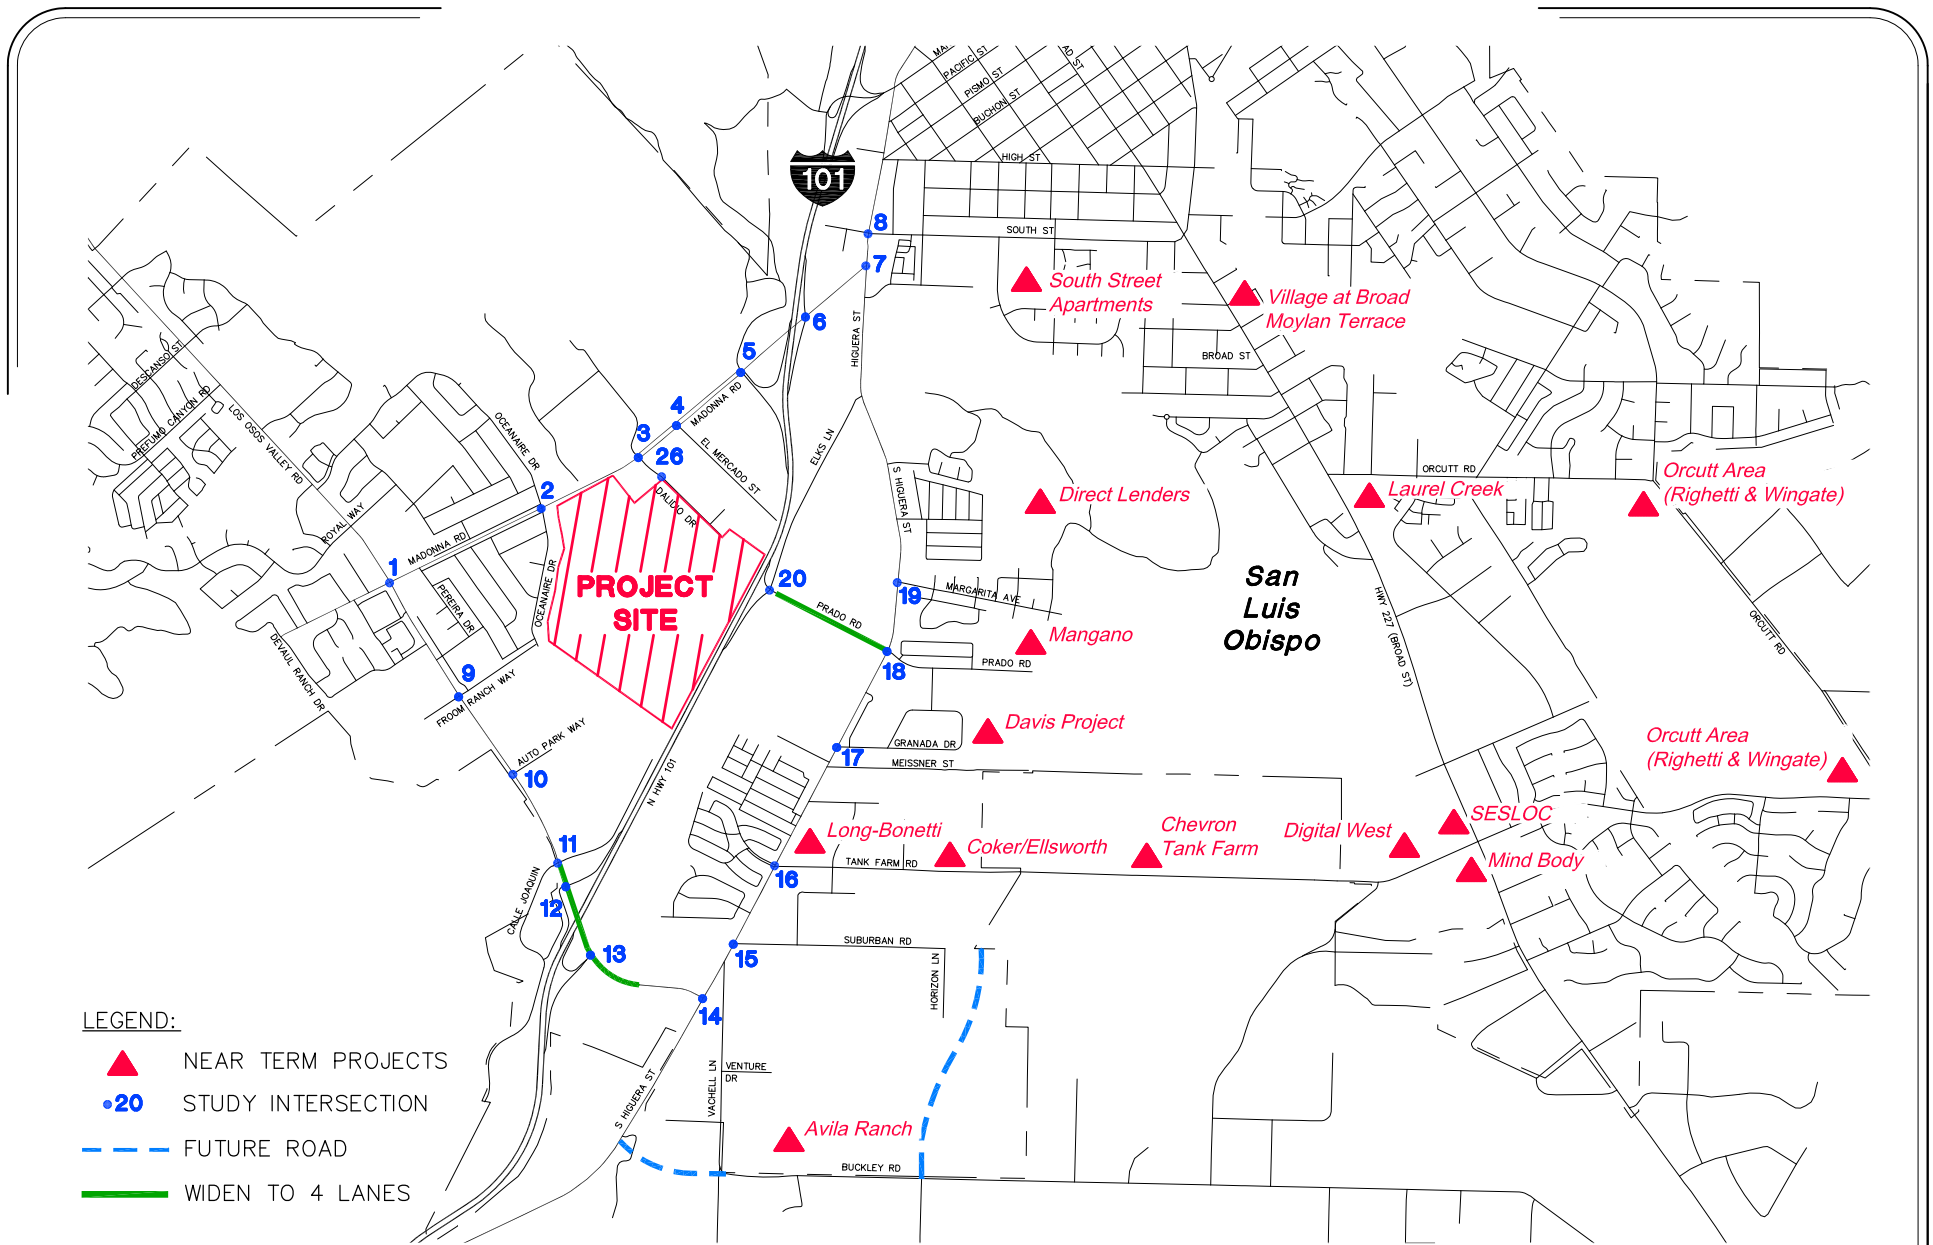 MA
PACIFIC ST
PISMO ST
BUCHON ST
AD ST
HIGH ST
101
8
SOUTH ST
7
South Street
Apartments
Village at Broad
Moylan Terrace
6
HIGUERA ST
BROAD ST
5
DESCANSO ST
PREFUMO CANYON RD
LOS OSOS VALLEY RD
MADONNA RD
4
OCEANAIRE DR
3
EL MERCADO ST
ELKS LN
26
DALIDIO DR
ORCUTT RD
Orcutt Area
(Righetti & Wingate)
Laurel Creek
Direct Lenders
S HIGUERA ST
2
ROYAL WAY
MADONNA RD
1
PROJECT
SITE
OCEANAIRE DR
PEREIRA DR
20
19
MARGARITA AVE
San
Luis
Obispo
PRADO RD
HWY 227 (BROAD ST)
ORCUTT RD
Mangano
PRADO RD
18
DEVAUL RANCH DR
9
FROOM RANCH WAY
Davis Project
Orcutt Area
(Righetti & Wingate)
AUTO PARK WAY
17
GRANADA DR
MEISSNER ST
10
N HWY 101
SESLOC
Long-Bonetti
Chevron
Tank Farm
Digital West
Coker/Ellsworth
Mind Body
11
TANK FARM RD
16
12
CALLE JOAQUIN
13
SUBURBAN RD
15
HORIZON LN
14
LEGEND:
NEAR TERM PROJECTS
20
STUDY INTERSECTION
FUTURE ROAD
WIDEN TO 4 LANES
VENTURE
DR
VACHELL LN
S HIGUERA ST
Avila Ranch
BUCKLEY RD